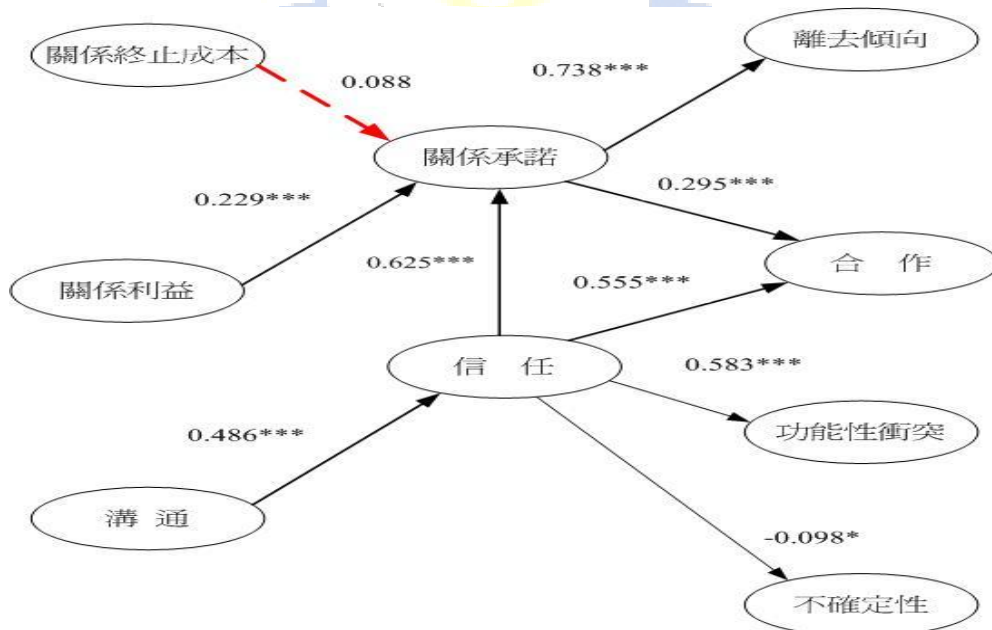 關係終止成本
離去傾向
0.738***
0.088
關係承諾
0.229***
0.295***
0.625***
合 作
0.555***
關係利益
信 任
0.583***
0.486***
功能性衝突
溝 通
-0.098*
不確定性